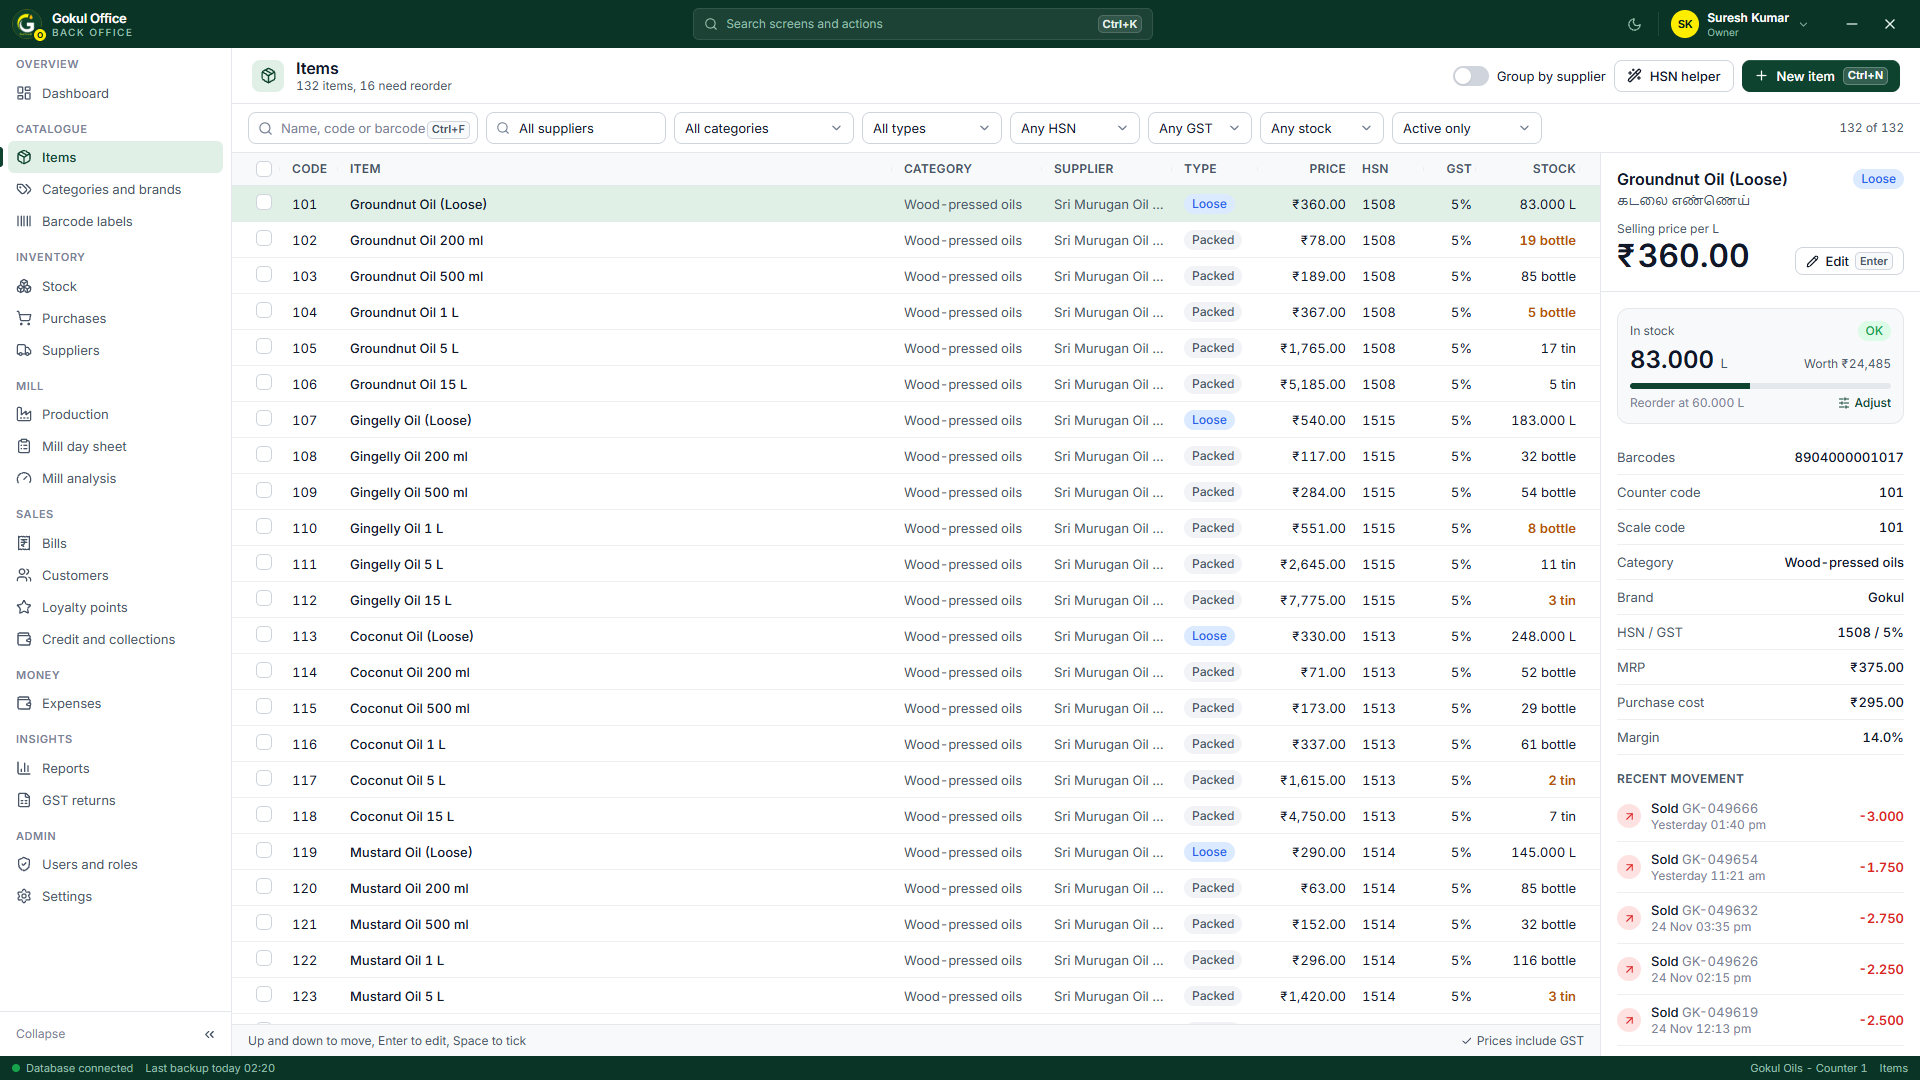 Gokul Office
BACK OFFICE
Search screens and actions Ctrl+K
SK Suresh Kumar
Owner
OVERVIEW
Dashboard
CATALOGUE
Items
Categories and brands
Barcode labels
INVENTORY
Stock
Purchases
Suppliers
MILL
Production
Mill day sheet
Mill analysis
SALES
Bills
Customers
Loyalty points
Credit and collections
MONEY
Expenses
INSIGHTS
Reports
GST returns
ADMIN
Users and roles
Settings
Collapse
Items
132 items, 16 need reorder
Group by supplier HSN helper New item Ctrl+N
Name, code or barcode Ctrl+F All suppliers All categories All types Any HSN Any GST Any stock Active only 132 of 132
CODE ITEM CATEGORY SUPPLIER TYPE PRICE HSN GST STOCK
101 Groundnut Oil (Loose) Wood-pressed oils Sri Murugan Oil ... Loose ₹360.00 1508 5% 83.000 L
102 Groundnut Oil 200 ml Wood-pressed oils Sri Murugan Oil ... Packed ₹78.00 1508 5% 19 bottle
103 Groundnut Oil 500 ml Wood-pressed oils Sri Murugan Oil ... Packed ₹189.00 1508 5% 85 bottle
104 Groundnut Oil 1 L Wood-pressed oils Sri Murugan Oil ... Packed ₹367.00 1508 5% 5 bottle
105 Groundnut Oil 5 L Wood-pressed oils Sri Murugan Oil ... Packed ₹1,765.00 1508 5% 17 tin
106 Groundnut Oil 15 L Wood-pressed oils Sri Murugan Oil ... Packed ₹5,185.00 1508 5% 5 tin
107 Gingelly Oil (Loose) Wood-pressed oils Sri Murugan Oil ... Loose ₹540.00 1515 5% 183.000 L
108 Gingelly Oil 200 ml Wood-pressed oils Sri Murugan Oil ... Packed ₹117.00 1515 5% 32 bottle
109 Gingelly Oil 500 ml Wood-pressed oils Sri Murugan Oil ... Packed ₹284.00 1515 5% 54 bottle
110 Gingelly Oil 1 L Wood-pressed oils Sri Murugan Oil ... Packed ₹551.00 1515 5% 8 bottle
111 Gingelly Oil 5 L Wood-pressed oils Sri Murugan Oil ... Packed ₹2,645.00 1515 5% 11 tin
112 Gingelly Oil 15 L Wood-pressed oils Sri Murugan Oil ... Packed ₹7,775.00 1515 5% 3 tin
113 Coconut Oil (Loose) Wood-pressed oils Sri Murugan Oil ... Loose ₹330.00 1513 5% 248.000 L
114 Coconut Oil 200 ml Wood-pressed oils Sri Murugan Oil ... Packed ₹71.00 1513 5% 52 bottle
115 Coconut Oil 500 ml Wood-pressed oils Sri Murugan Oil ... Packed ₹173.00 1513 5% 29 bottle
116 Coconut Oil 1 L Wood-pressed oils Sri Murugan Oil ... Packed ₹337.00 1513 5% 61 bottle
117 Coconut Oil 5 L Wood-pressed oils Sri Murugan Oil ... Packed ₹1,615.00 1513 5% 2 tin
118 Coconut Oil 15 L Wood-pressed oils Sri Murugan Oil ... Packed ₹4,750.00 1513 5% 7 tin
119 Mustard Oil (Loose) Wood-pressed oils Sri Murugan Oil ... Loose ₹290.00 1514 5% 145.000 L
120 Mustard Oil 200 ml Wood-pressed oils Sri Murugan Oil ... Packed ₹63.00 1514 5% 85 bottle
121 Mustard Oil 500 ml Wood-pressed oils Sri Murugan Oil ... Packed ₹152.00 1514 5% 32 bottle
122 Mustard Oil 1 L Wood-pressed oils Sri Murugan Oil ... Packed ₹296.00 1514 5% 116 bottle
123 Mustard Oil 5 L Wood-pressed oils Sri Murugan Oil ... Packed ₹1,420.00 1514 5% 3 tin
Up and down to move, Enter to edit, Space to tick Prices include GST
Groundnut Oil (Loose) Loose
கடலை எண்ணெய்
Selling price per L
₹360.00 Edit Enter
In stock OK
83.000 L Worth ₹24,485
Reorder at 60.000 L Adjust
Barcodes 8904000001017
Counter code 101
Scale code 101
Category Wood-pressed oils
Brand Gokul
HSN / GST 1508 / 5%
MRP ₹375.00
Purchase cost ₹295.00
Margin 14.0%
RECENT MOVEMENT
Sold GK-049666 -3.000
Yesterday 01:40 pm
Sold GK-049654 -1.750
Yesterday 11:21 am
Sold GK-049632 -2.750
24 Nov 03:35 pm
Sold GK-049626 -2.250
24 Nov 02:15 pm
Sold GK-049619 -2.500
24 Nov 12:13 pm
Database connected Last backup today 02:20 Gokul Oils - Counter 1 Items